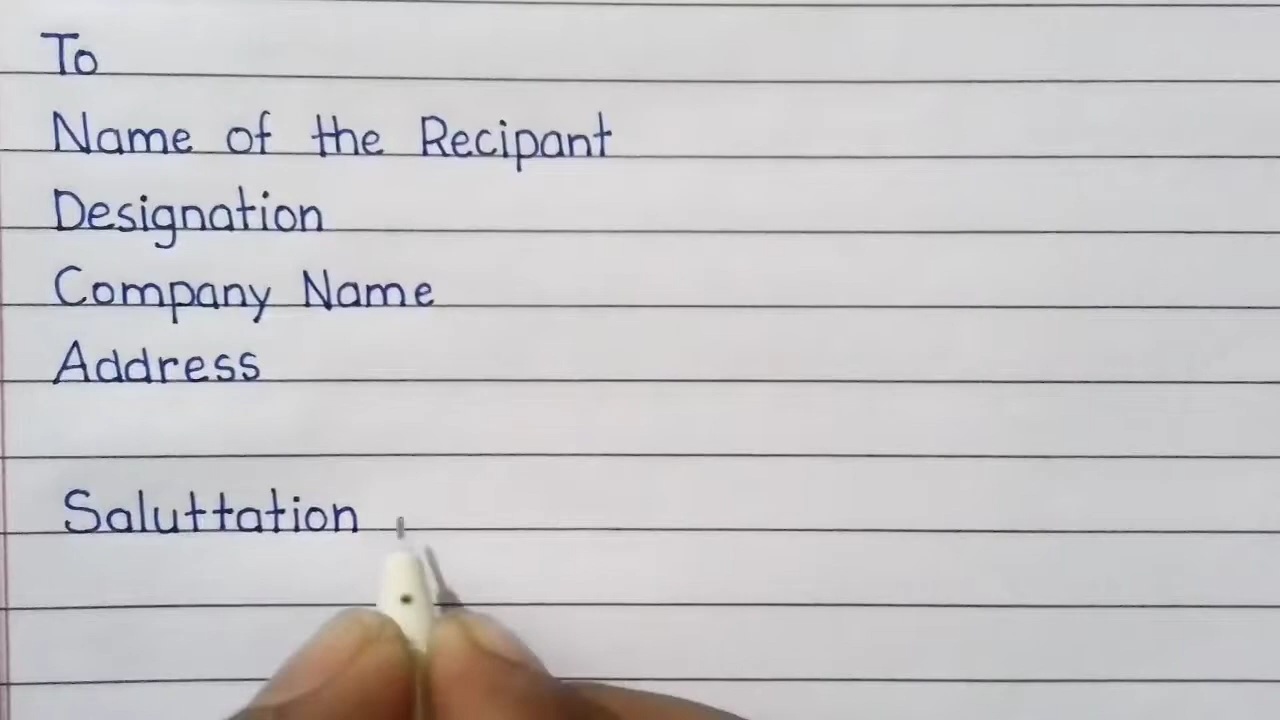 To
Name of the Recipant
Designation
Company Name
Address
Saluttation